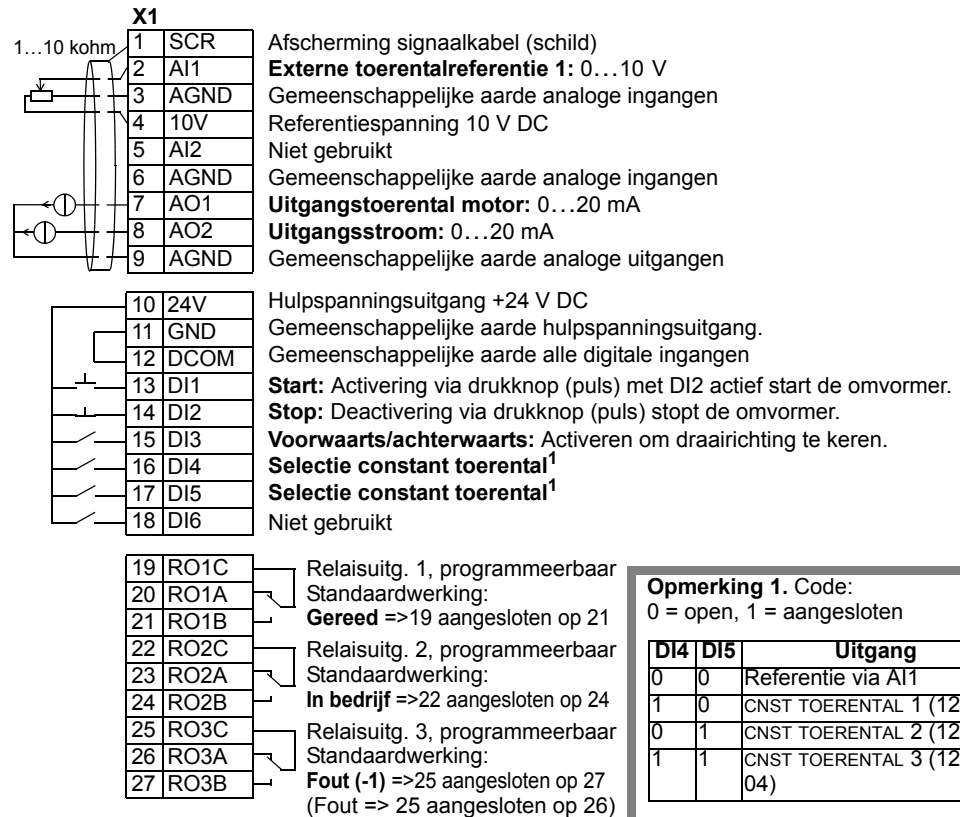 X1
1…10 kohm
1 SCR Afscherming signaalkabel (schild)
2 AI1 Externe toerentalreferentie 1: 0…10 V
3 AGND Gemeenschappelijke aarde analoge ingangen
4 10V Referentiespanning 10 V DC
5 AI2 Niet gebruikt
6 AGND Gemeenschappelijke aarde analoge ingangen
7 AO1 Uitgangstoerental motor: 0…20 mA
8 AO2 Uitgangsstroom: 0…20 mA
9 AGND Gemeenschappelijke aarde analoge uitgangen
10 24V Hulpspanningsuitgang +24 V DC
11 GND Gemeenschappelijke aarde hulpspanningsuitgang.
12 DCOM Gemeenschappelijke aarde alle digitale ingangen
13 DI1 Start: Activering via drukknop (puls) met DI2 actief start de omvormer.
14 DI2 Stop: Deactivering via drukknop (puls) stopt de omvormer.
15 DI3 Voorwaarts/achterwaarts: Activeren om draairichting te keren.
16 DI4 Selectie constant toerental1
17 DI5 Selectie constant toerental1
18 DI6 Niet gebruikt
19 RO1C Relaisuitg. 1, programmeerbaar
20 RO1A Standaardwerking:
21 RO1B Gereed =>19 aangesloten op 21
22 RO2C Relaisuitg. 2, programmeerbaar
23 RO2A Standaardwerking:
24 RO2B In bedrijf =>22 aangesloten op 24
25 RO3C Relaisuitg. 3, programmeerbaar
26 RO3A Standaardwerking:
27 RO3B Fout (-1) =>25 aangesloten op 27
(Fout => 25 aangesloten op 26)
Opmerking 1. Code:
0 = open, 1 = aangesloten
DI4 DI5 Uitgang
0 0 Referentie via AI1
1 0 CNST TOERENTAL 1 (12
0 1 CNST TOERENTAL 2 (12
1 1 CNST TOERENTAL 3 (12
04)